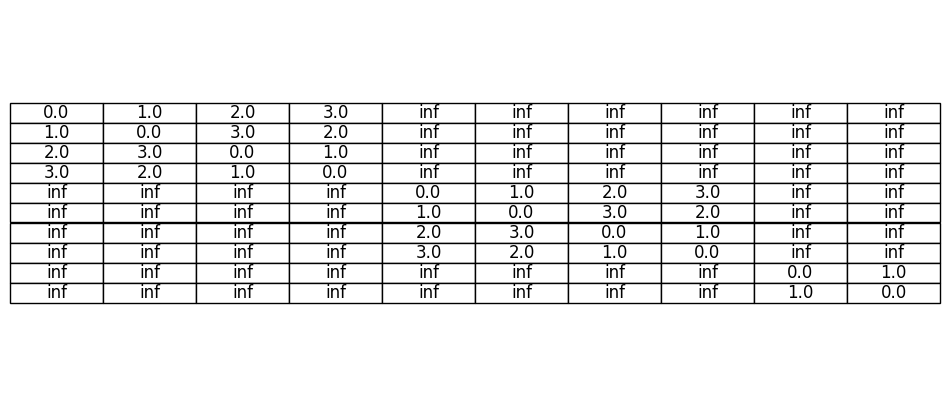 0.0 1.0 2.0 3.0 inf inf inf inf inf inf
1.0 0.0 3.0 2.0 inf inf inf inf inf inf
2.0 3.0 0.0 1.0 inf inf inf inf inf inf
3.0 2.0 1.0 0.0 inf inf inf inf inf inf
inf inf inf inf 0.0 1.0 2.0 3.0 inf inf
inf inf inf inf 1.0 0.0 3.0 2.0 inf inf
inf inf inf inf 2.0 3.0 0.0 1.0 inf inf
inf inf inf inf 3.0 2.0 1.0 0.0 inf inf
inf inf inf inf inf inf inf inf 0.0 1.0
inf inf inf inf inf inf inf inf 1.0 0.0